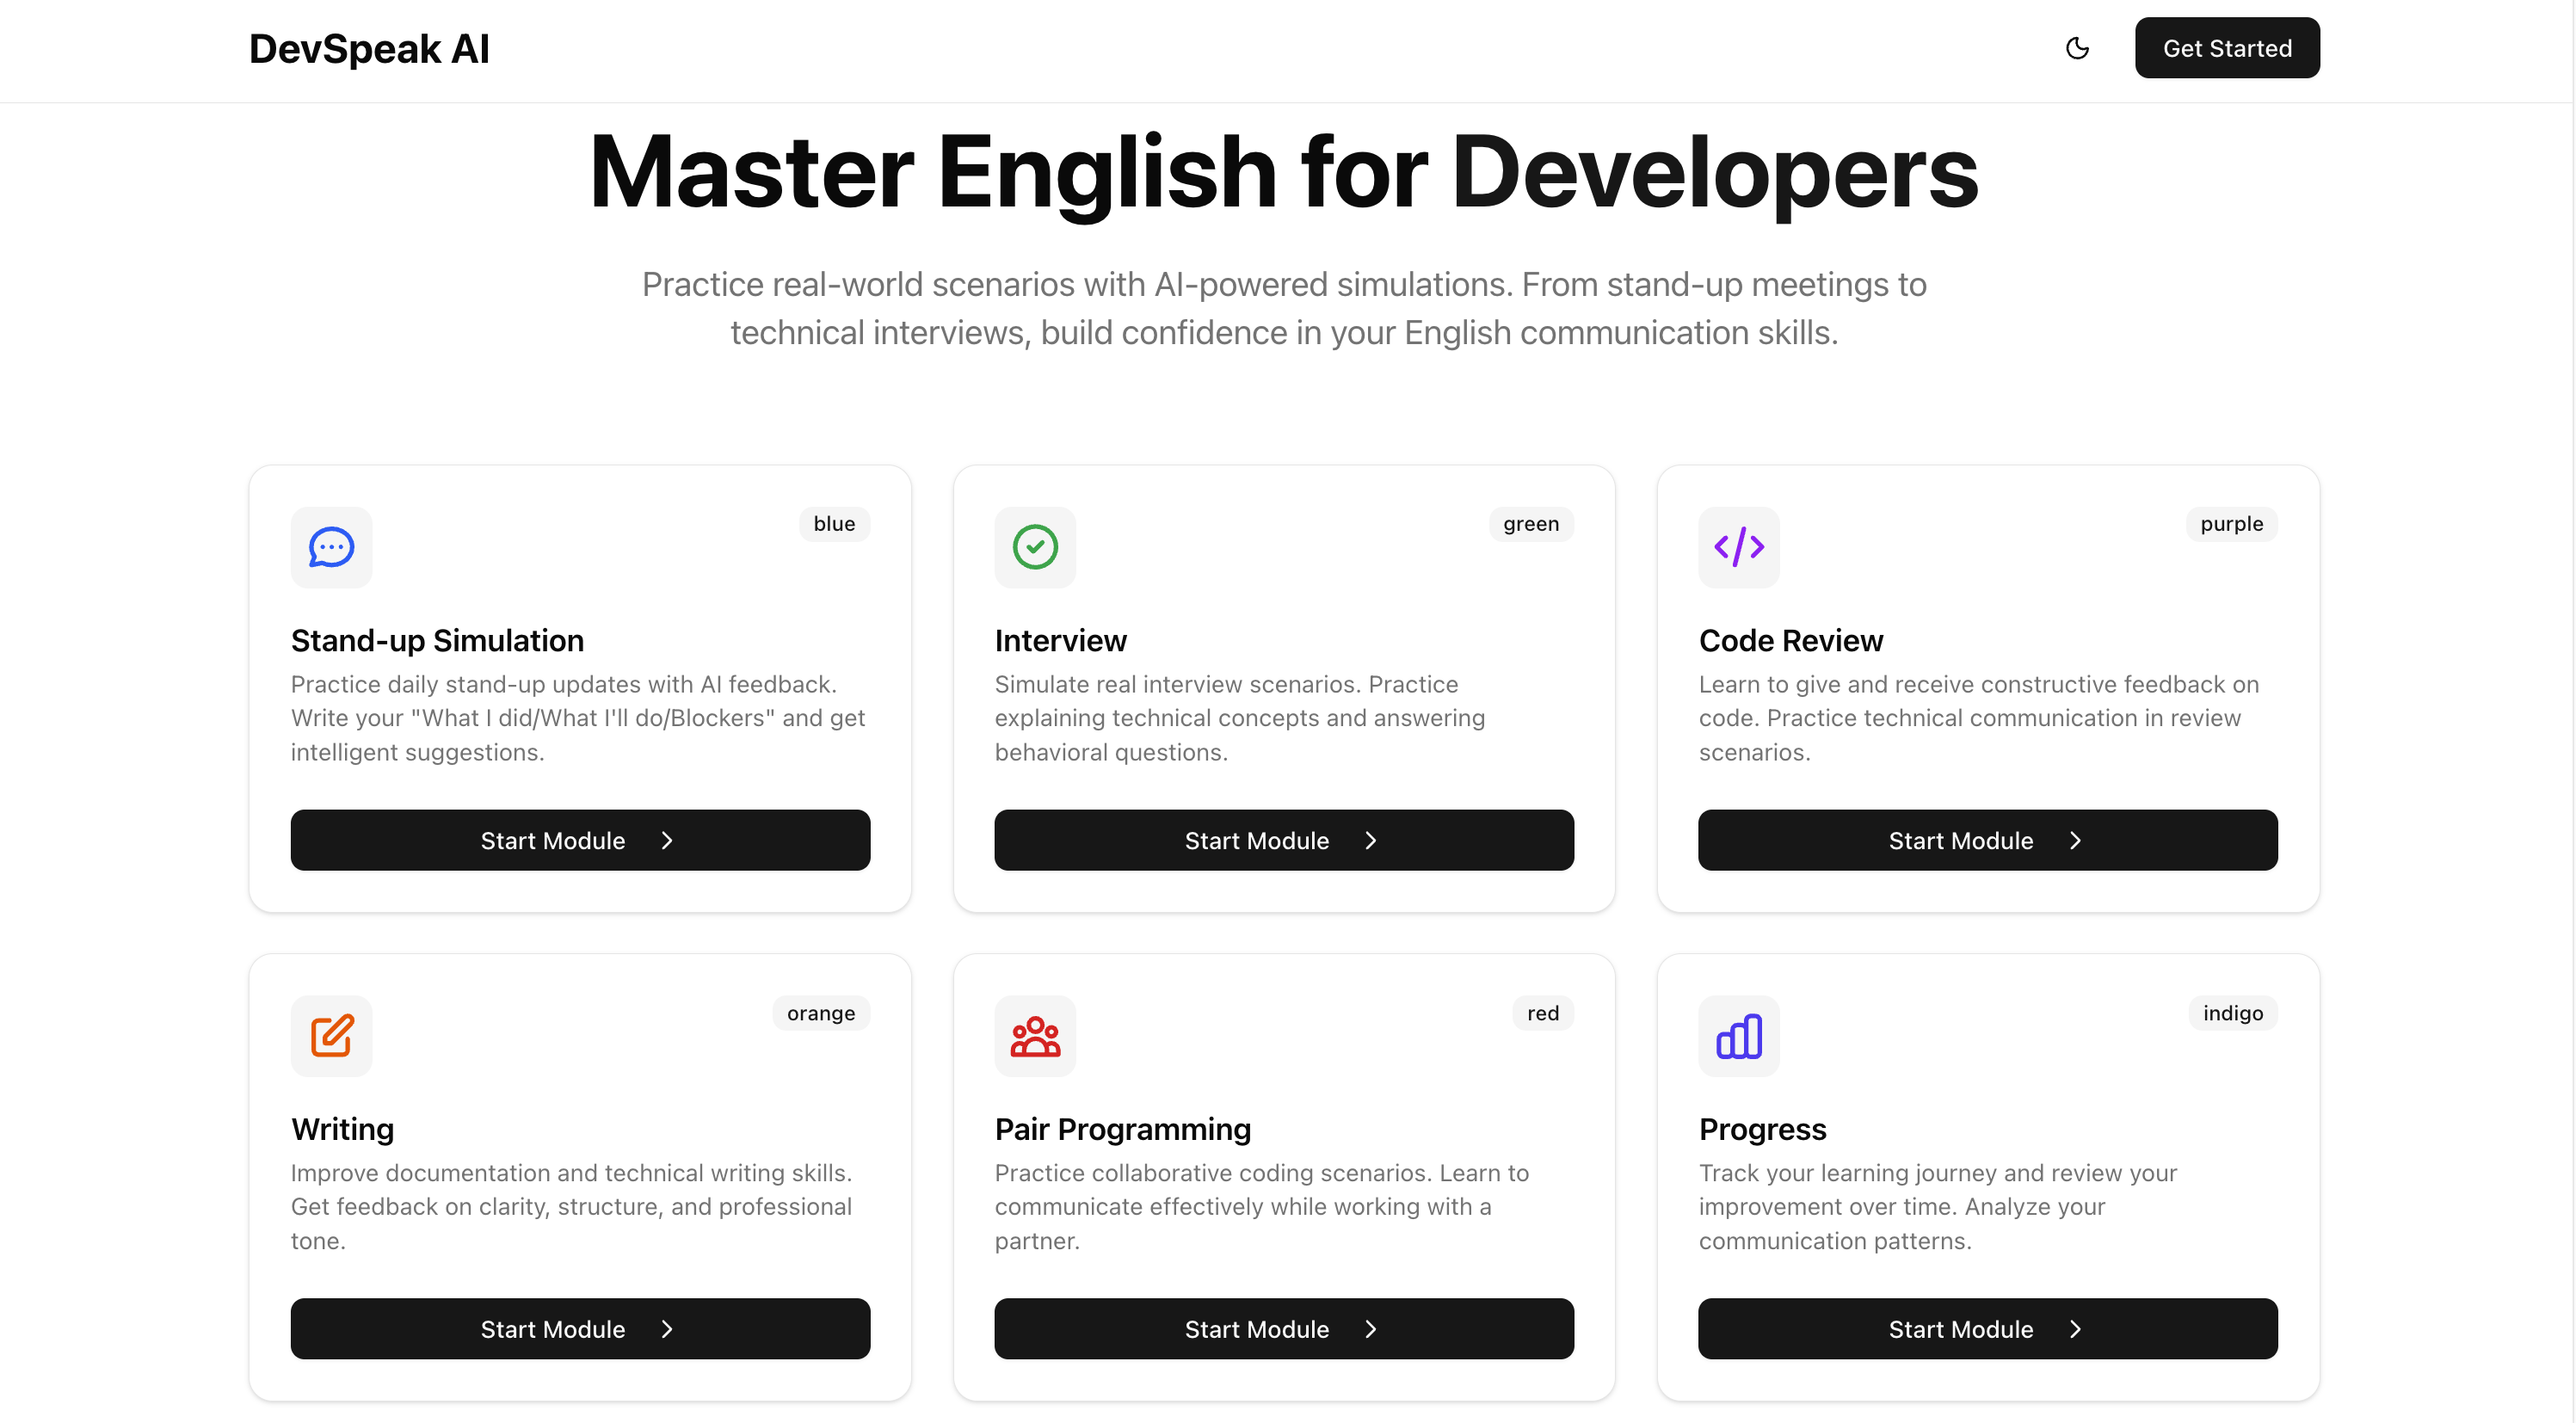 DevSpeak AI
Get Started
Master English for Developers
Practice real-world scenarios with AI-powered simulations. From stand-up meetings to
technical interviews, build confidence in your English communication skills.
blue
Stand-up Simulation
Practice daily stand-up updates with AI feedback.
Write your "What I did/What I'll do/Blockers" and get
intelligent suggestions.
Start Module
green
Interview
Simulate real interview scenarios. Practice
explaining technical concepts and answering
behavioral questions.
Start Module
purple
Code Review
Learn to give and receive constructive feedback on
code. Practice technical communication in review
scenarios.
Start Module
orange
Writing
Improve documentation and technical writing skills.
Get feedback on clarity, structure, and professional
tone.
Start Module
red
Pair Programming
Practice collaborative coding scenarios. Learn to
communicate effectively while working with a
partner.
Start Module
indigo
Progress
Track your learning journey and review your
improvement over time. Analyze your
communication patterns.
Start Module